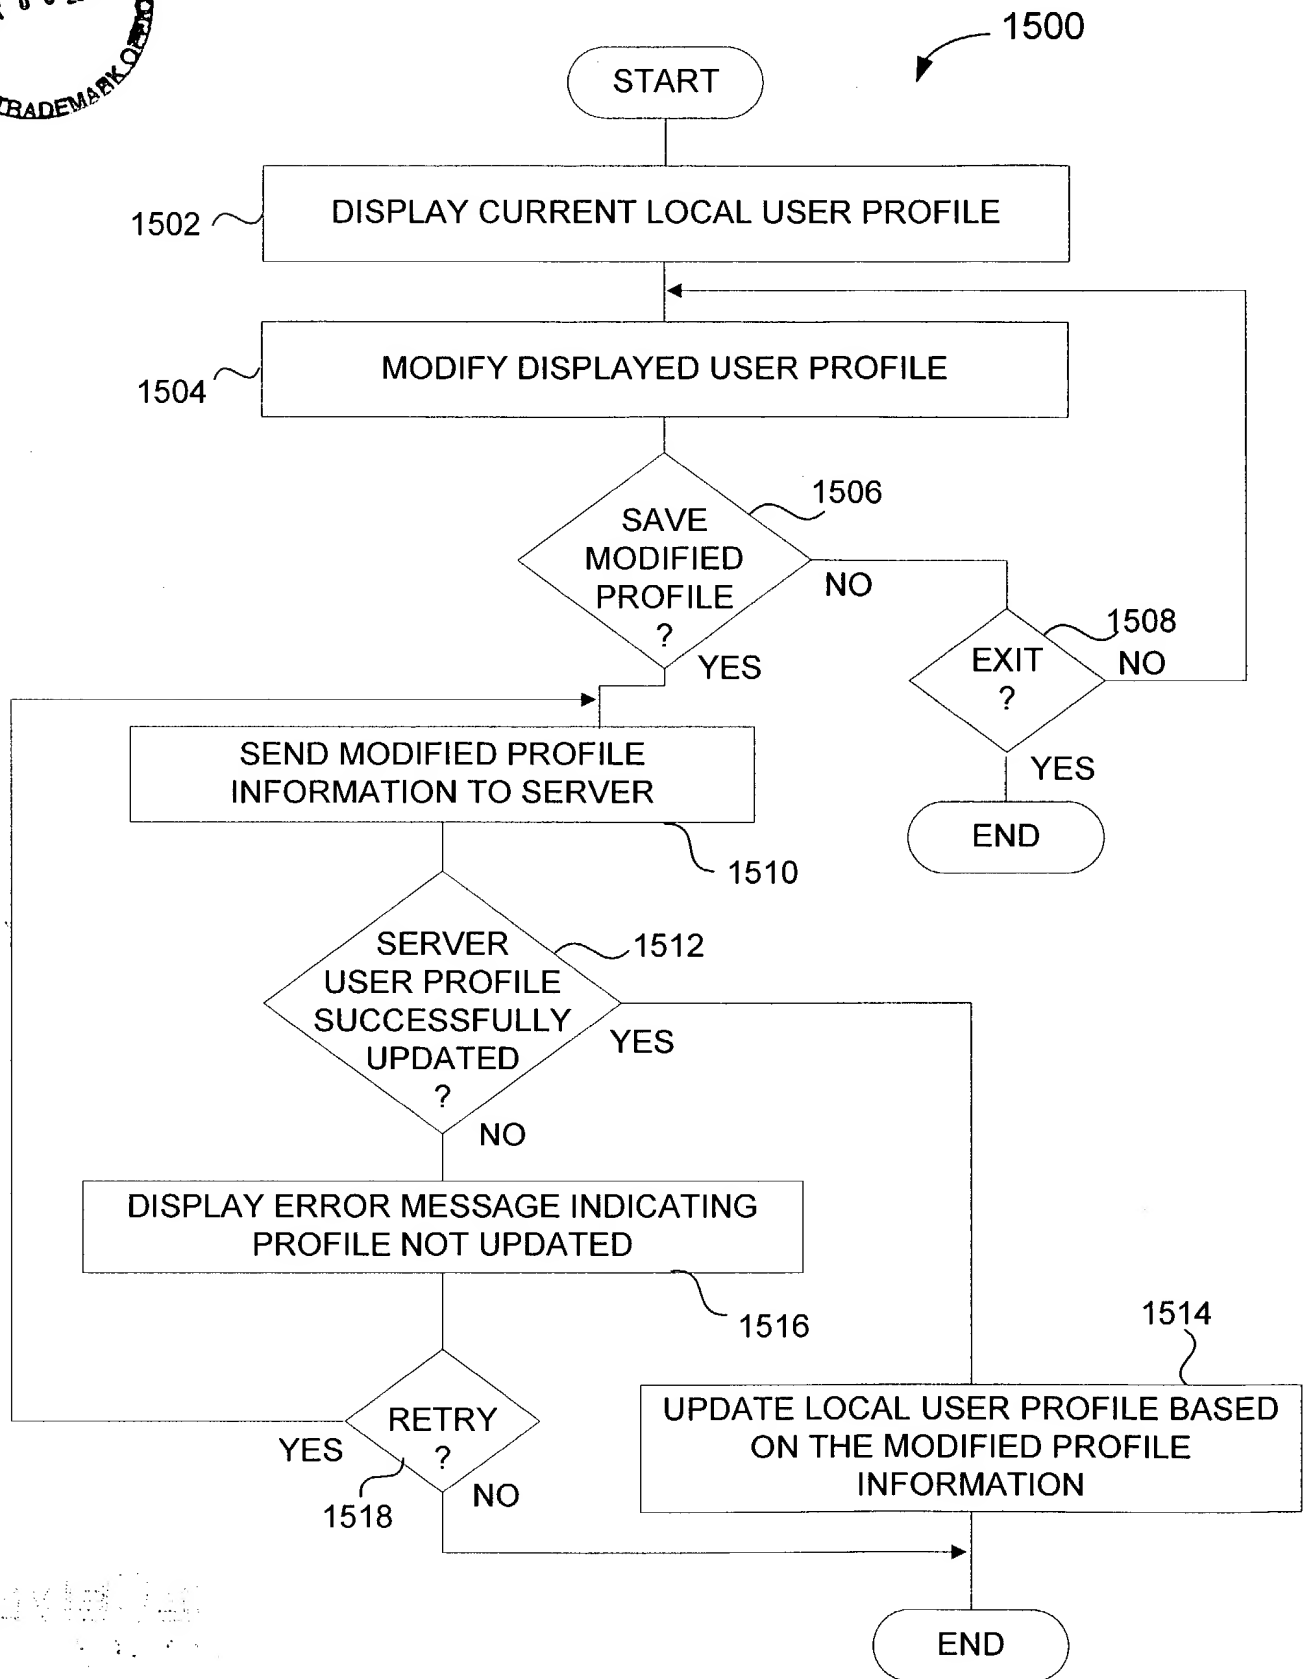 TRADEMARK OFFICE
1500
START
1502
DISPLAY CURRENT LOCAL USER PROFILE
1504
MODIFY DISPLAYED USER PROFILE
1506
SAVE
MODIFIED
PROFILE
?
NO
YES
1508
EXIT
?
NO
YES
END
SEND MODIFIED PROFILE
INFORMATION TO SERVER
1510
1512
SERVER
USER PROFILE
SUCCESSFULLY
UPDATED
?
YES
NO
DISPLAY ERROR MESSAGE INDICATING
PROFILE NOT UPDATED
1516
1514
UPDATE LOCAL USER PROFILE BASED
ON THE MODIFIED PROFILE
INFORMATION
RETRY
?
YES
NO
1518
END